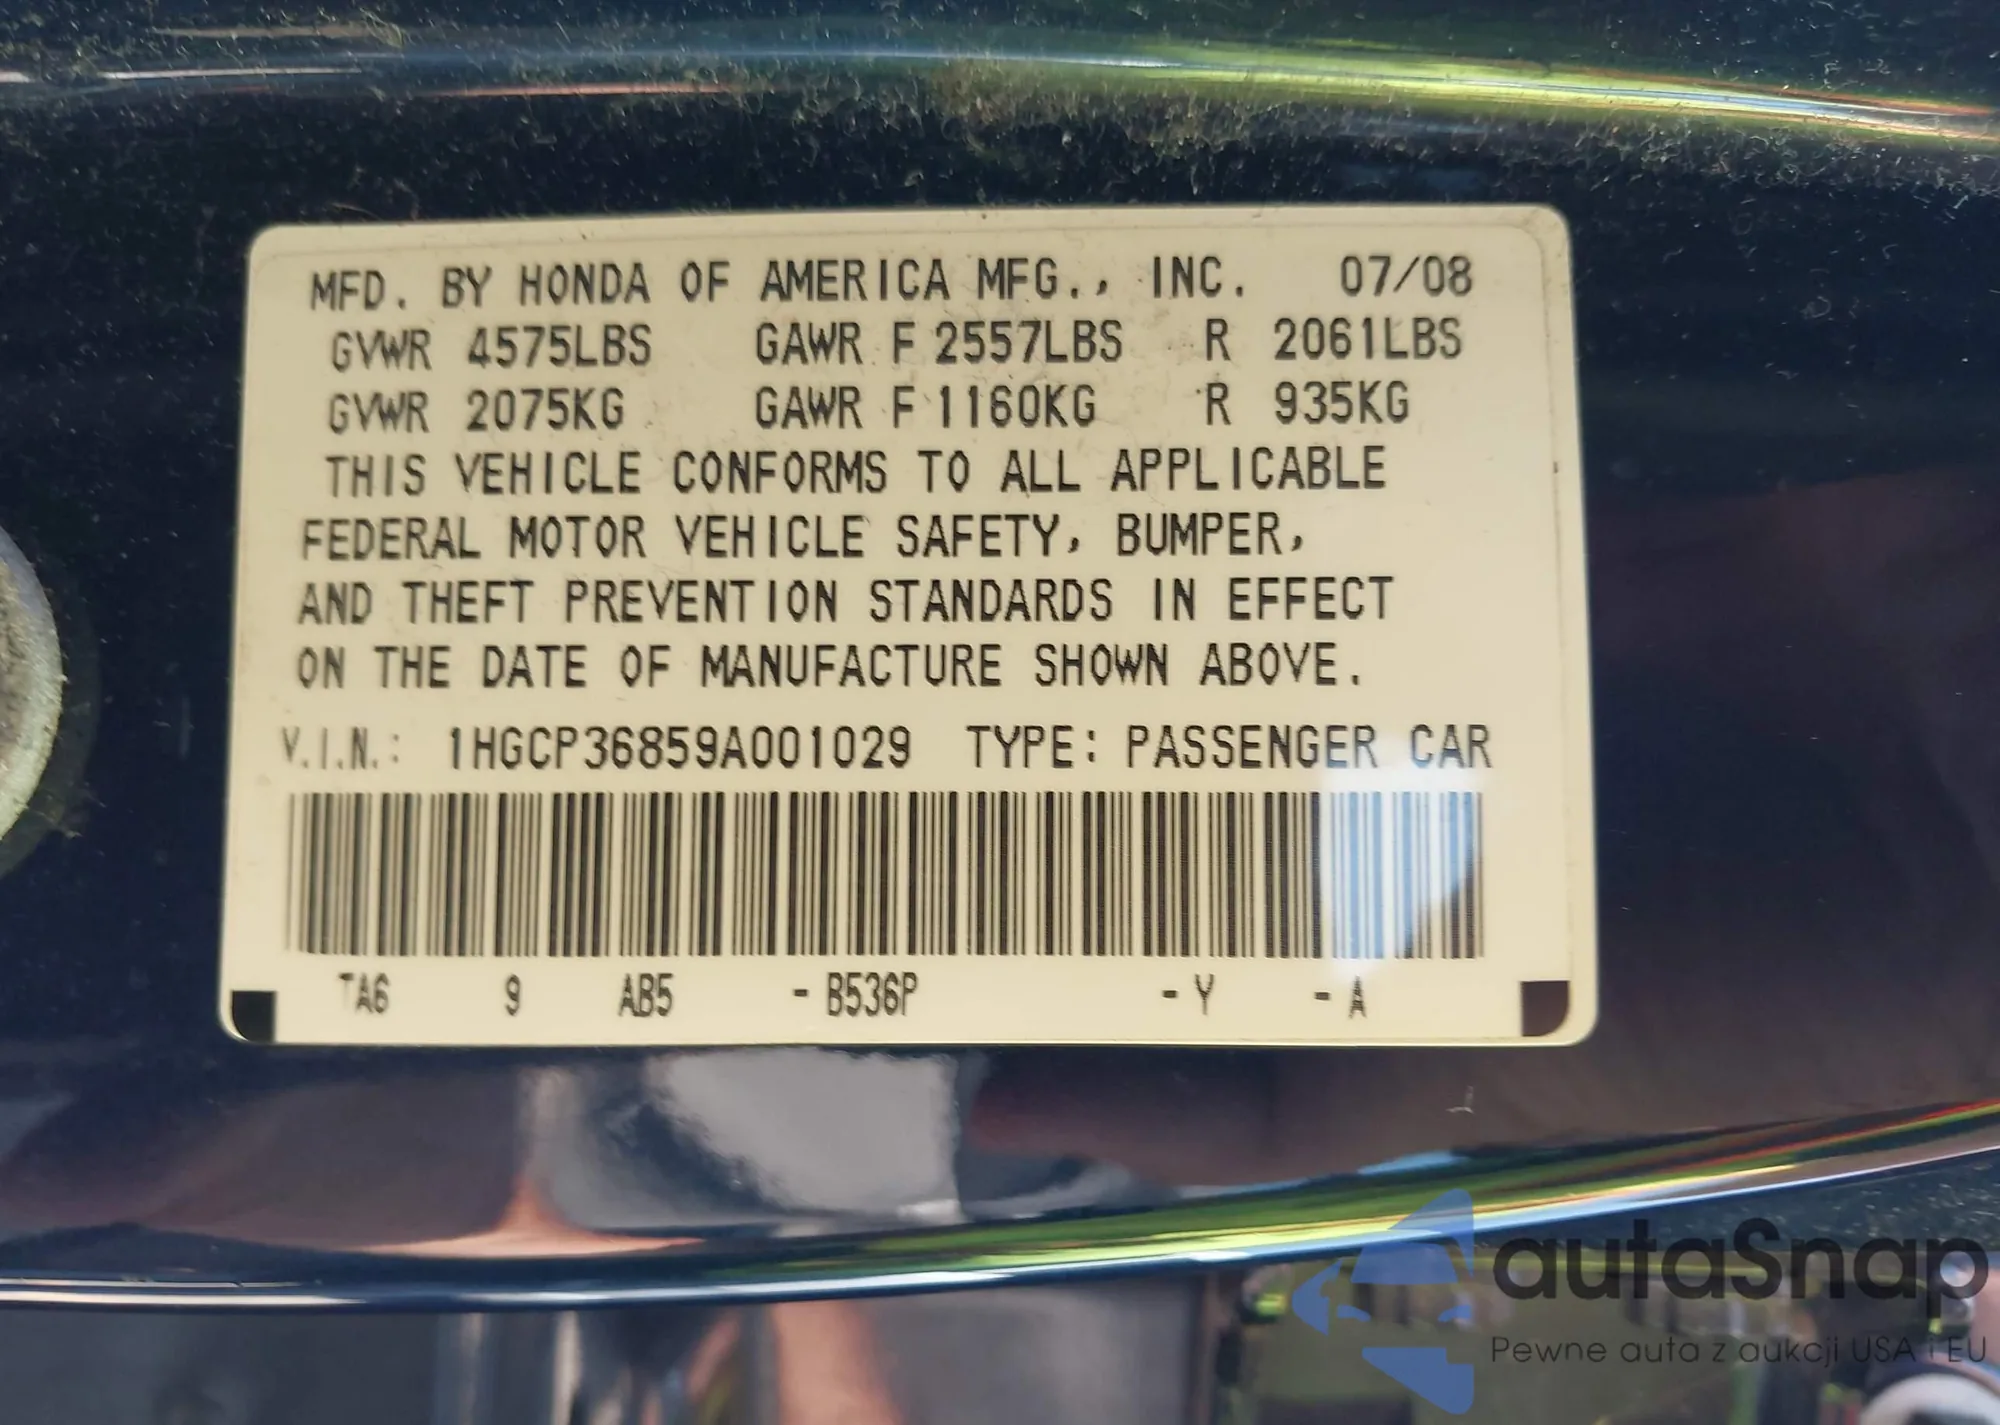 MFD. BY HONDA OF AMERICA MFG., INC. 07/08
GVWR 4575LBS GAWR F 2557LBS R 2061LBS
GVWR 2075KG GAWR F 1160KG R 935KG
THIS VEHICLE CONFORMS TO ALL APPLICABLE
FEDERAL MOTOR VEHICLE SAFETY, BUMPER,
AND THEFT PREVENTION STANDARDS IN EFFECT
ON THE DATE OF MANUFACTURE SHOWN ABOVE.
V.I.N.: 1HGCP36859A001029 TYPE: PASSENGER CAR
TA6 9 AB5 - B536P - Y - A
autaSnap
Pewne auta z aukcji USA i EU